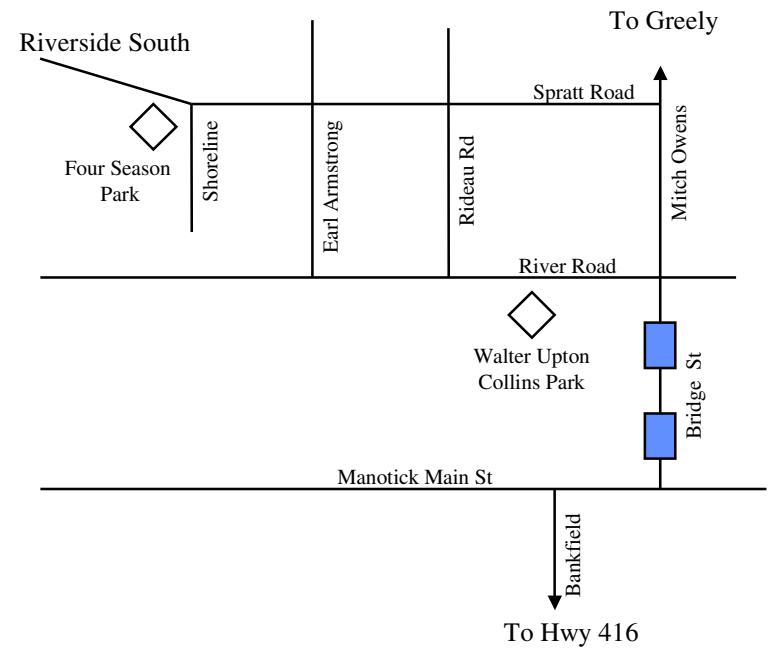 To Greely
Riverside South
Spratt Road
Four Season
Park
Shoreline
Earl Armstrong
Rideau Rd
Mitch Owens
River Road
Walter Upton
Collins Park
Bridge St
Manotick Main St
Bankfield
To Hwy 416